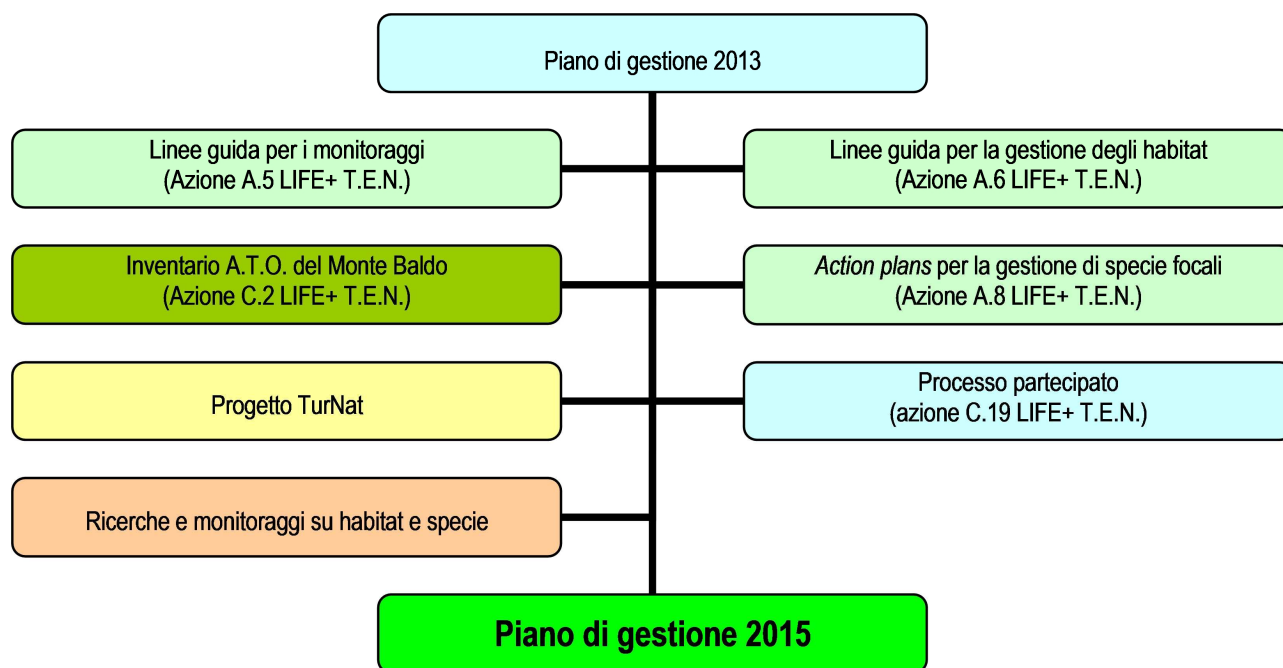 Piano di gestione 2013
Linee guida per i monitoraggi
(Azione A.5 LIFE+ T.E.N.)
Linee guida per la gestione degli habitat
(Azione A.6 LIFE+ T.E.N.)
Inventario A.T.O. del Monte Baldo
(Azione C.2 LIFE+ T.E.N.)
Action plans per la gestione di specie focali
(Azione A.8 LIFE+ T.E.N.)
Progetto TurNat
Processo partecipato
(azione C.19 LIFE+ T.E.N.)
Ricerche e monitoraggi su habitat e specie
Piano di gestione 2015